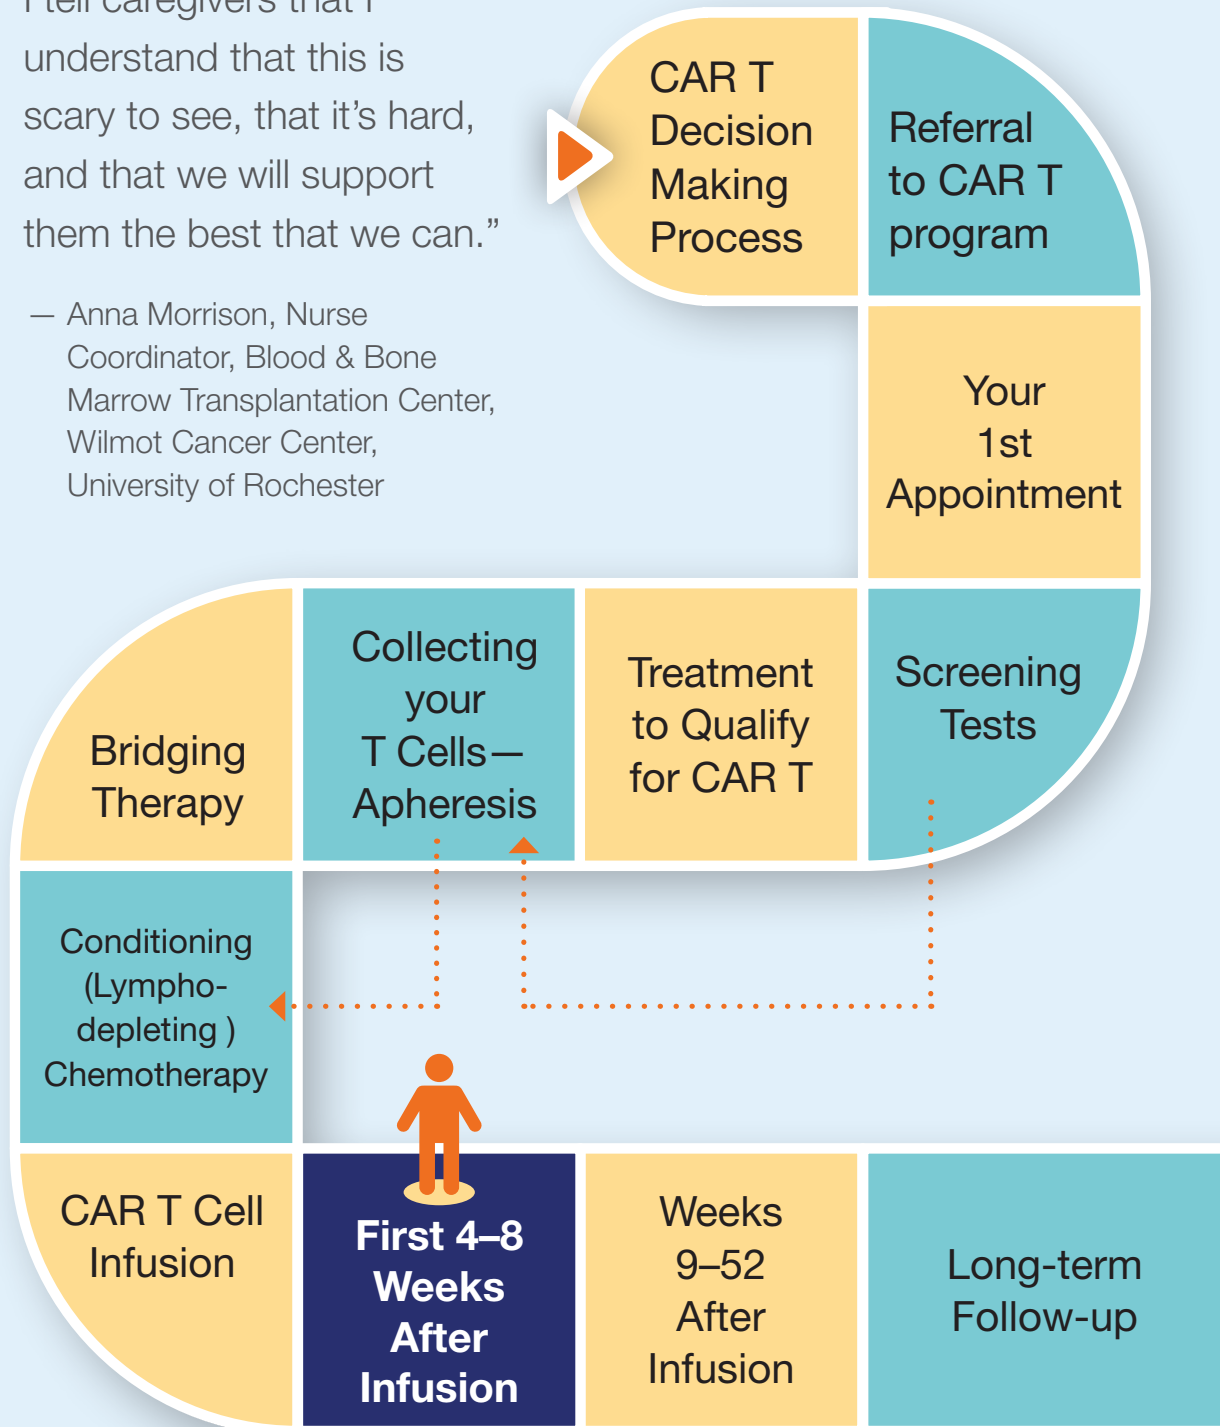 I tell caregivers that I
understand that this is
scary to see, that it’s hard,
and that we will support
them the best that we can.”
— Anna Morrison, Nurse
Coordinator, Blood & Bone
Marrow Transplantation Center,
Wilmot Cancer Center,
University of Rochester
CAR T
Decision
Making
Process
Referral
to CAR T
program
Your
1st
Appointment
Screening
Tests
Treatment
to Qualify
for CAR T
Collecting
your
T Cells—
Apheresis
Bridging
Therapy
Conditioning
(Lympho-
depleting )
Chemotherapy
CAR T Cell
Infusion
First 4–8
Weeks
After
Infusion
Weeks
9–52
After
Infusion
Long-term
Follow-up